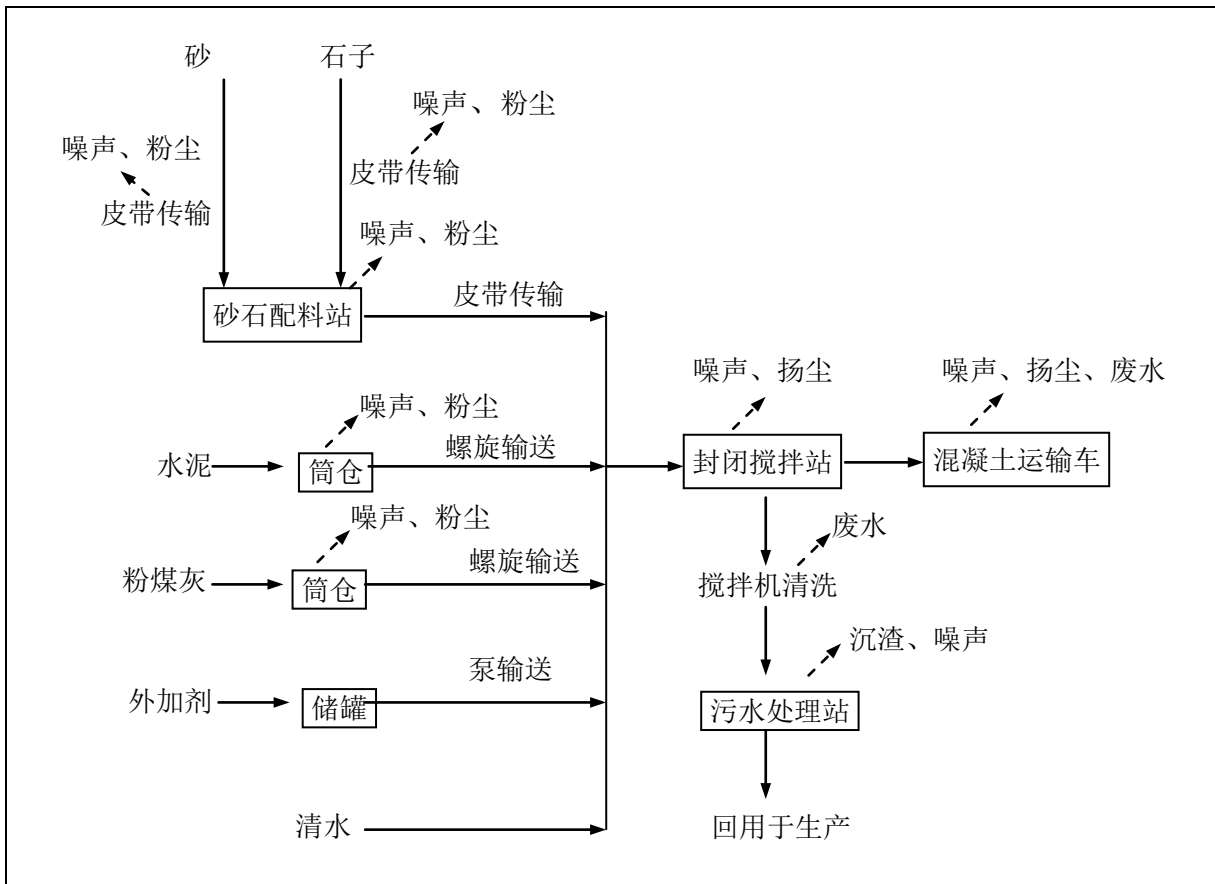 砂
石子
噪声、粉尘
噪声、粉尘
皮带传输
皮带传输
噪声、粉尘
砂石配料站
皮带传输
噪声、扬尘
噪声、扬尘、废水
噪声、粉尘
水泥
筒仓
螺旋输送
封闭搅拌站
混凝土运输车
噪声、粉尘
废水
粉煤灰
筒仓
螺旋输送
搅拌机清洗
沉渣、噪声
外加剂
储罐
泵输送
污水处理站
清水
回用于生产